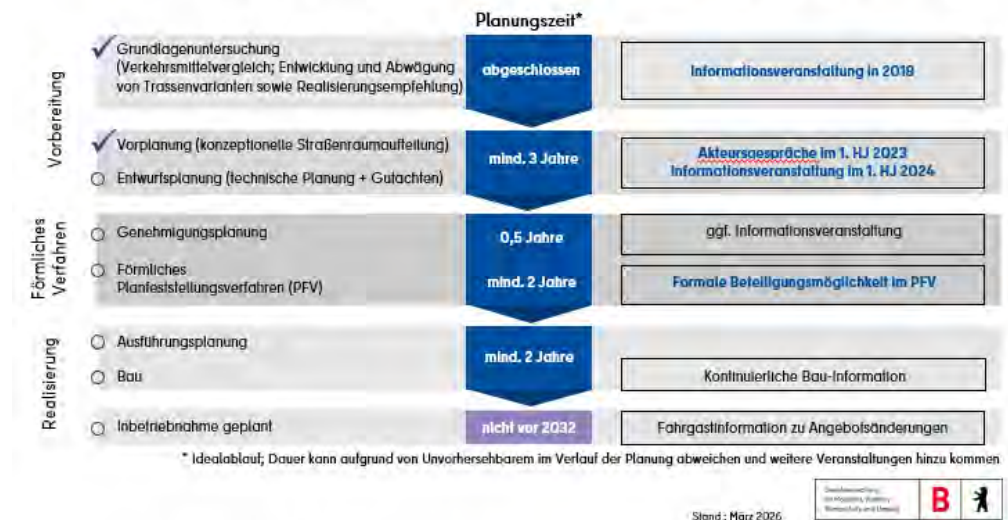 Planungszeit*
Vorbereitung
Grundlagenuntersuchung
(Verkehrsmittelvergleich; Entwicklung und Abwägung
von Trassenvarianten sowie Realisierungsempfehlung)
abgeschlossen
Informationsveranstaltung in 2019
Vorplanung (konzeptionelle Straßenraumaufteilung)
Entwurfsplanung (technische Planung + Gutachten)
mind. 3 Jahre
Akteursgespräche im 1. HJ 2023
Informationsveranstaltung im 1. HJ 2024
Förmliches
Verfahren
Genehmigungsplanung
0,5 Jahre
ggf. Informationsveranstaltung
Förmliches
Planfeststellungsverfahren (PFV)
mind. 2 Jahre
Formale Beteiligungsmöglichkeit im PFV
Realisierung
Ausführungsplanung
Bau
mind. 2 Jahre
Kontinuierliche Bau-Information
Inbetriebnahme geplant
nicht vor 2032
Fahrgastinformation zu Angebotsänderungen
* Idealablauf; Dauer kann aufgrund von Unvorhersehbarem im Verlauf der Planung abweichen und weitere Veranstaltungen hinzu kommen
Stand : März 2026
B